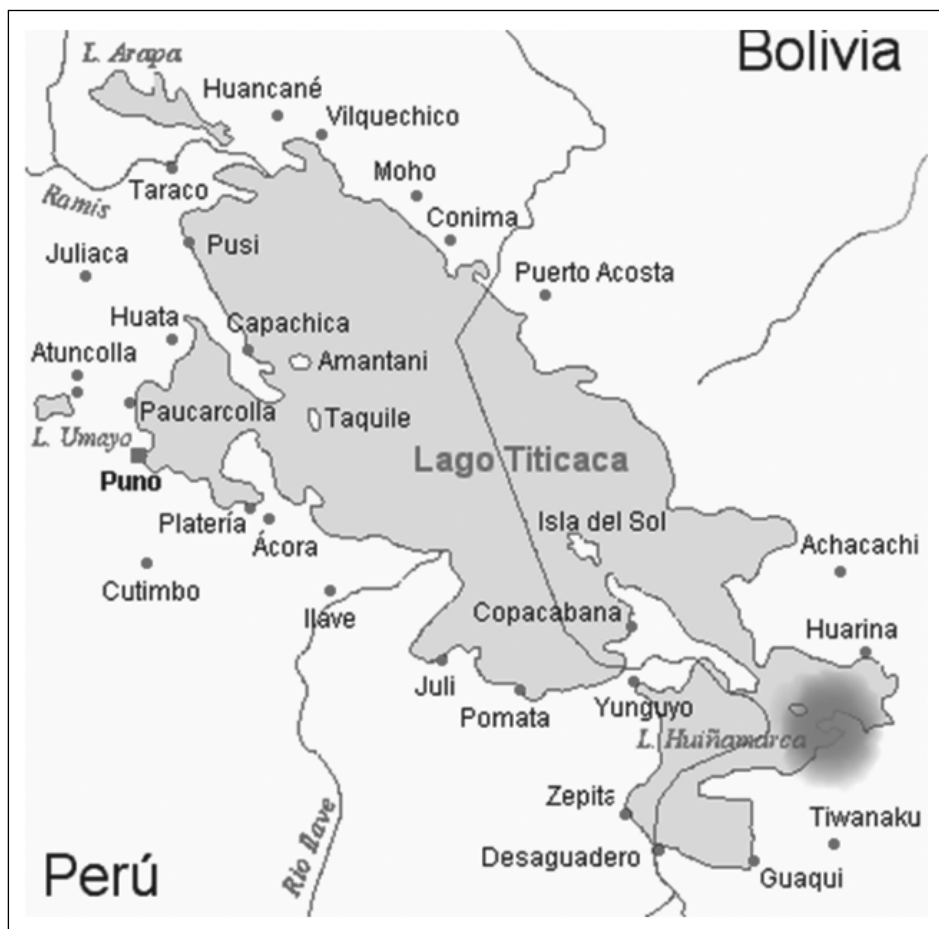 L. Arapa
Bolivia
Huancané
Vilquechico
Moho
Taraco
Ramis
Conima
Pusi
Juliaca
Puerto Acosta
Huata
Capachica
Atuncolla
Amantani
Paucarcolla
Taquile
L. Umayo
Lago Titicaca
Puno
Platería
Isla del Sol
Ácora
Achacachi
Cutimbo
Ilave
Copacabana
Huarina
Juli
Pomata
Yunguyo
L. Huiñamarca
Zepita
Tiwanaku
Rio Ilave
Desaguadero
Perú
Guaqui